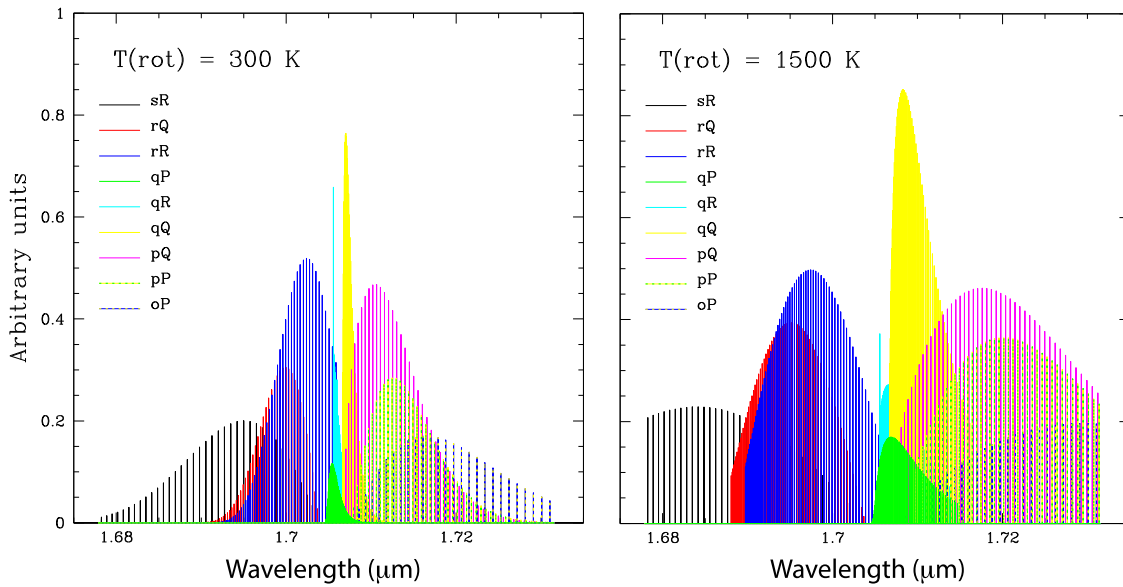 1
0.8
0.6
0.4
0.2
0
Arbitrary units
T(rot) = 300 K
sR
rQ
rR
qP
qR
qQ
pQ
pP
oP
1.68
1.7
1.72
Wavelength (μm)
T(rot) = 1500 K
sR
rQ
rR
qP
qR
qQ
pQ
pP
oP
1.68
1.7
1.72
Wavelength (μm)